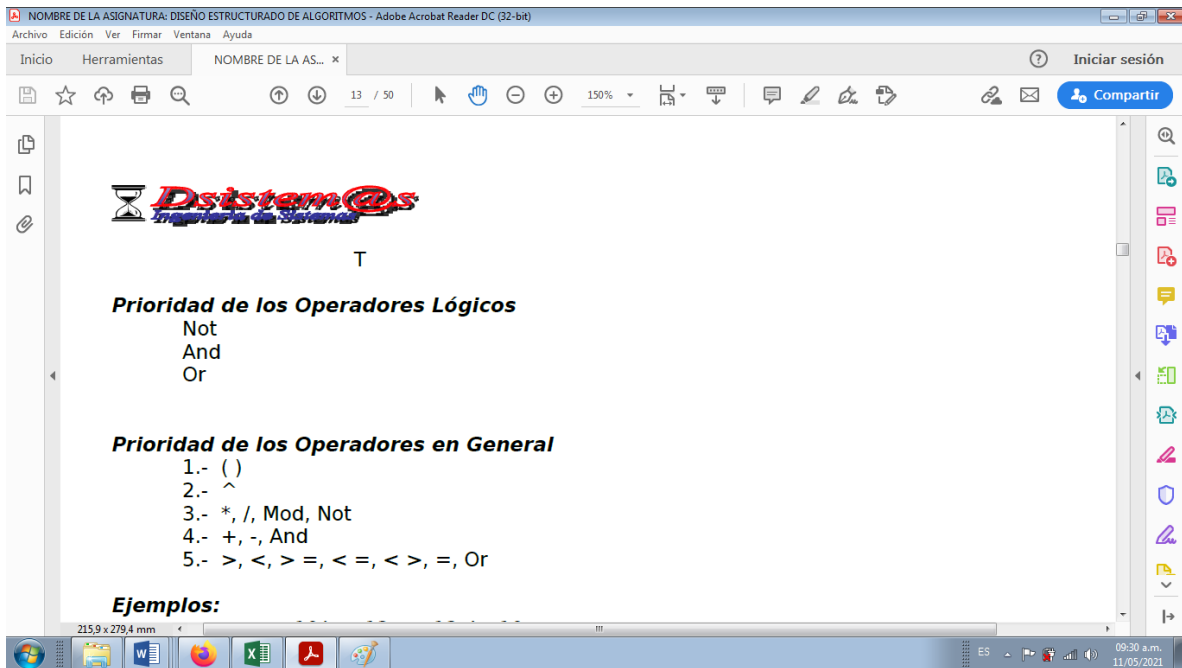 NOMBRE DE LA ASIGNATURA: DISEÑO ESTRUCTURADO DE ALGORITMOS - Adobe Acrobat Reader DC (32-bit)
Archivo Edición Ver Firmar Ventana Ayuda
Inicio Herramientas NOMBRE DE LA AS... × Iniciar sesión
13 / 50 150% Compartir
Dsistem@s
Ingeniería de Sistemas
T
Prioridad de los Operadores Lógicos
Not
And
Or
Prioridad de los Operadores en General
1.- ( )
2.- ^
3.- *, /, Mod, Not
4.- +, -, And
5.- >, <, > =, < =, < >, =, Or
Ejemplos:
215,9 x 279,4 mm
ES 09:30 a.m.
11/05/2021